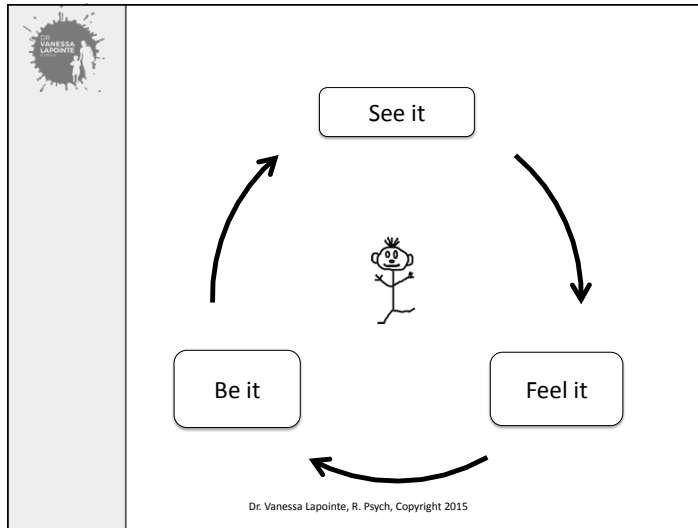 DR.
VANESSA
LAPOINTE
See it
Feel it
Be it
Dr. Vanessa Lapointe, R. Psych, Copyright 2015